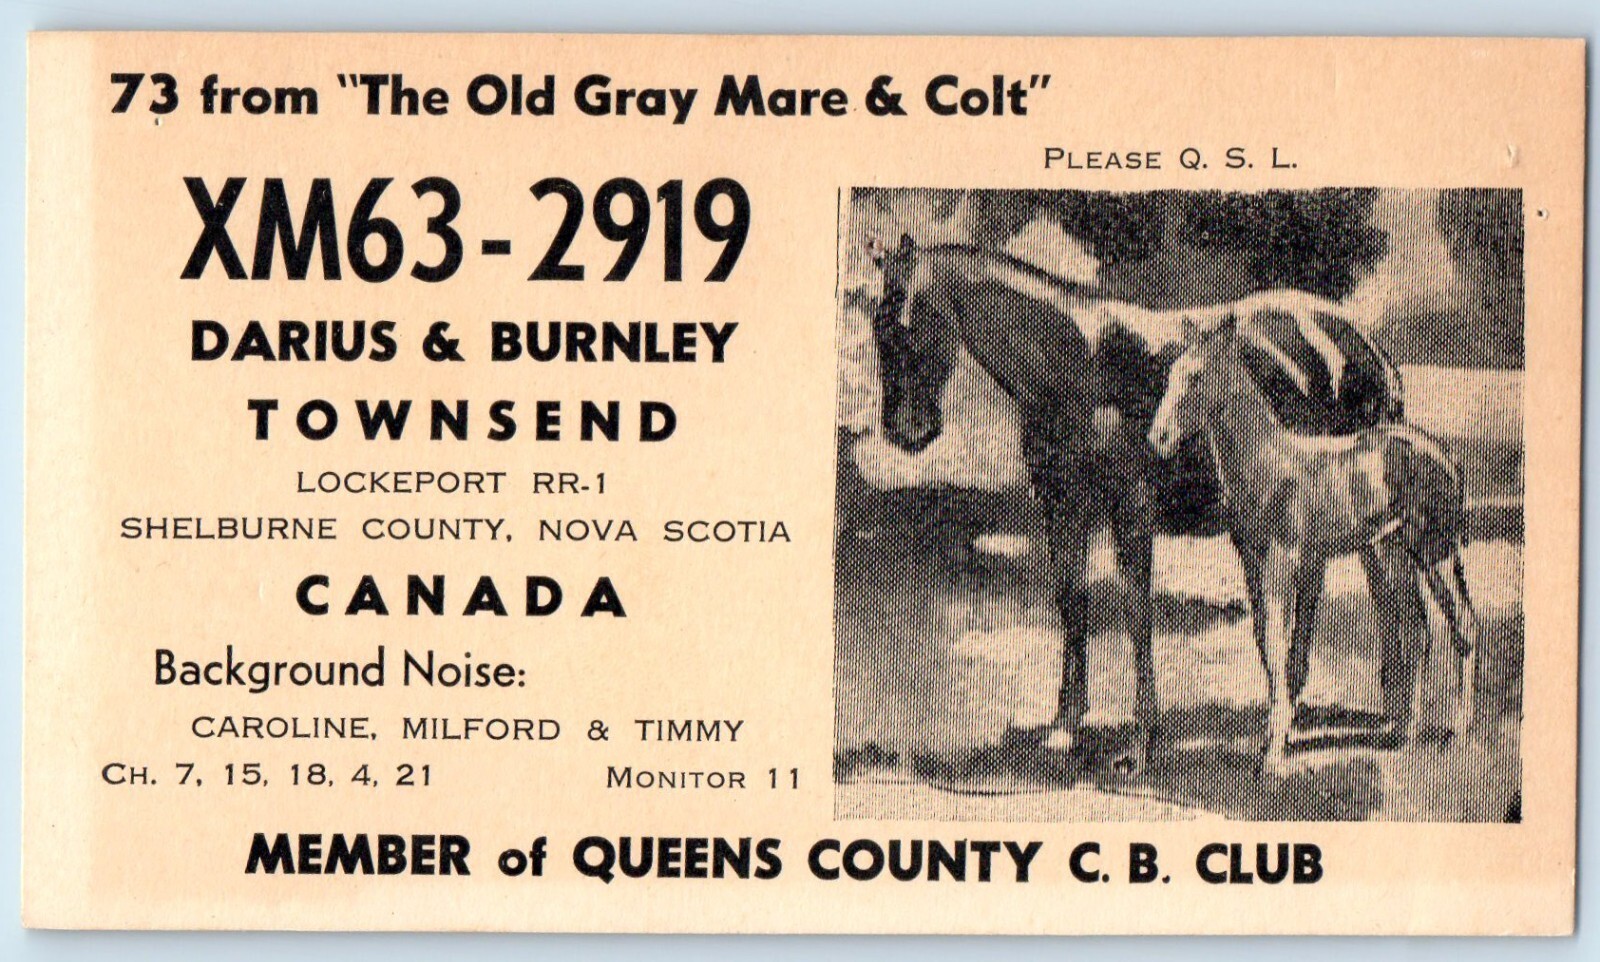 73 from "The Old Gray Mare & Colt"
PLEASE Q. S. L.
XM63-2919
DARIUS & BURNLEY
TOWNSEND
LOCKEPORT RR-1
SHELBURNE COUNTY, NOVA SCOTIA
CANADA
Background Noise:
CAROLINE, MILFORD & TIMMY
CH. 7, 15, 18, 4, 21 MONITOR 11
MEMBER of QUEENS COUNTY C. B. CLUB